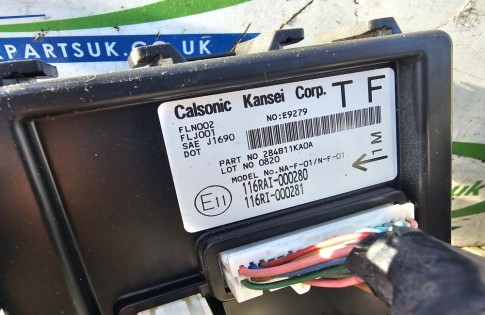 XPARTSUK.CO.UK
Calsonic Kansei Corp.
T F
FLN002
FLJ001
SAE J1690
DOT
NO:E9279
PART NO 284B11KA0A
LOT NO 0820
MODEL No.NA-F-01/N-F-01
116RAI-000280
116RI-000281
E11
1M